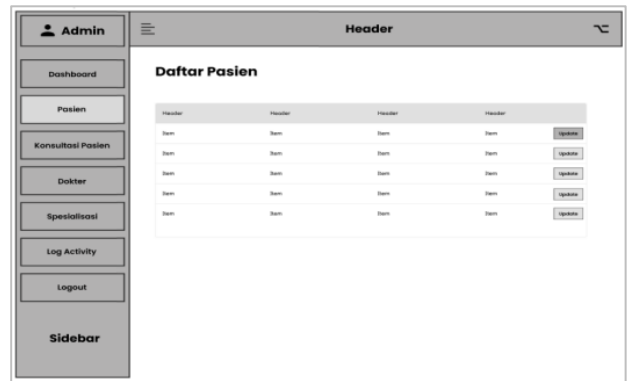 Admin
Header
Dashboard
Pasien
Konsultasi Pasien
Dokter
Spesialisasi
Log Activity
Logout
Sidebar
Daftar Pasien
Header Header Header Header
Item Item Item Item Update
Item Item Item Item Update
Item Item Item Item Update
Item Item Item Item Update
Item Item Item Item Update